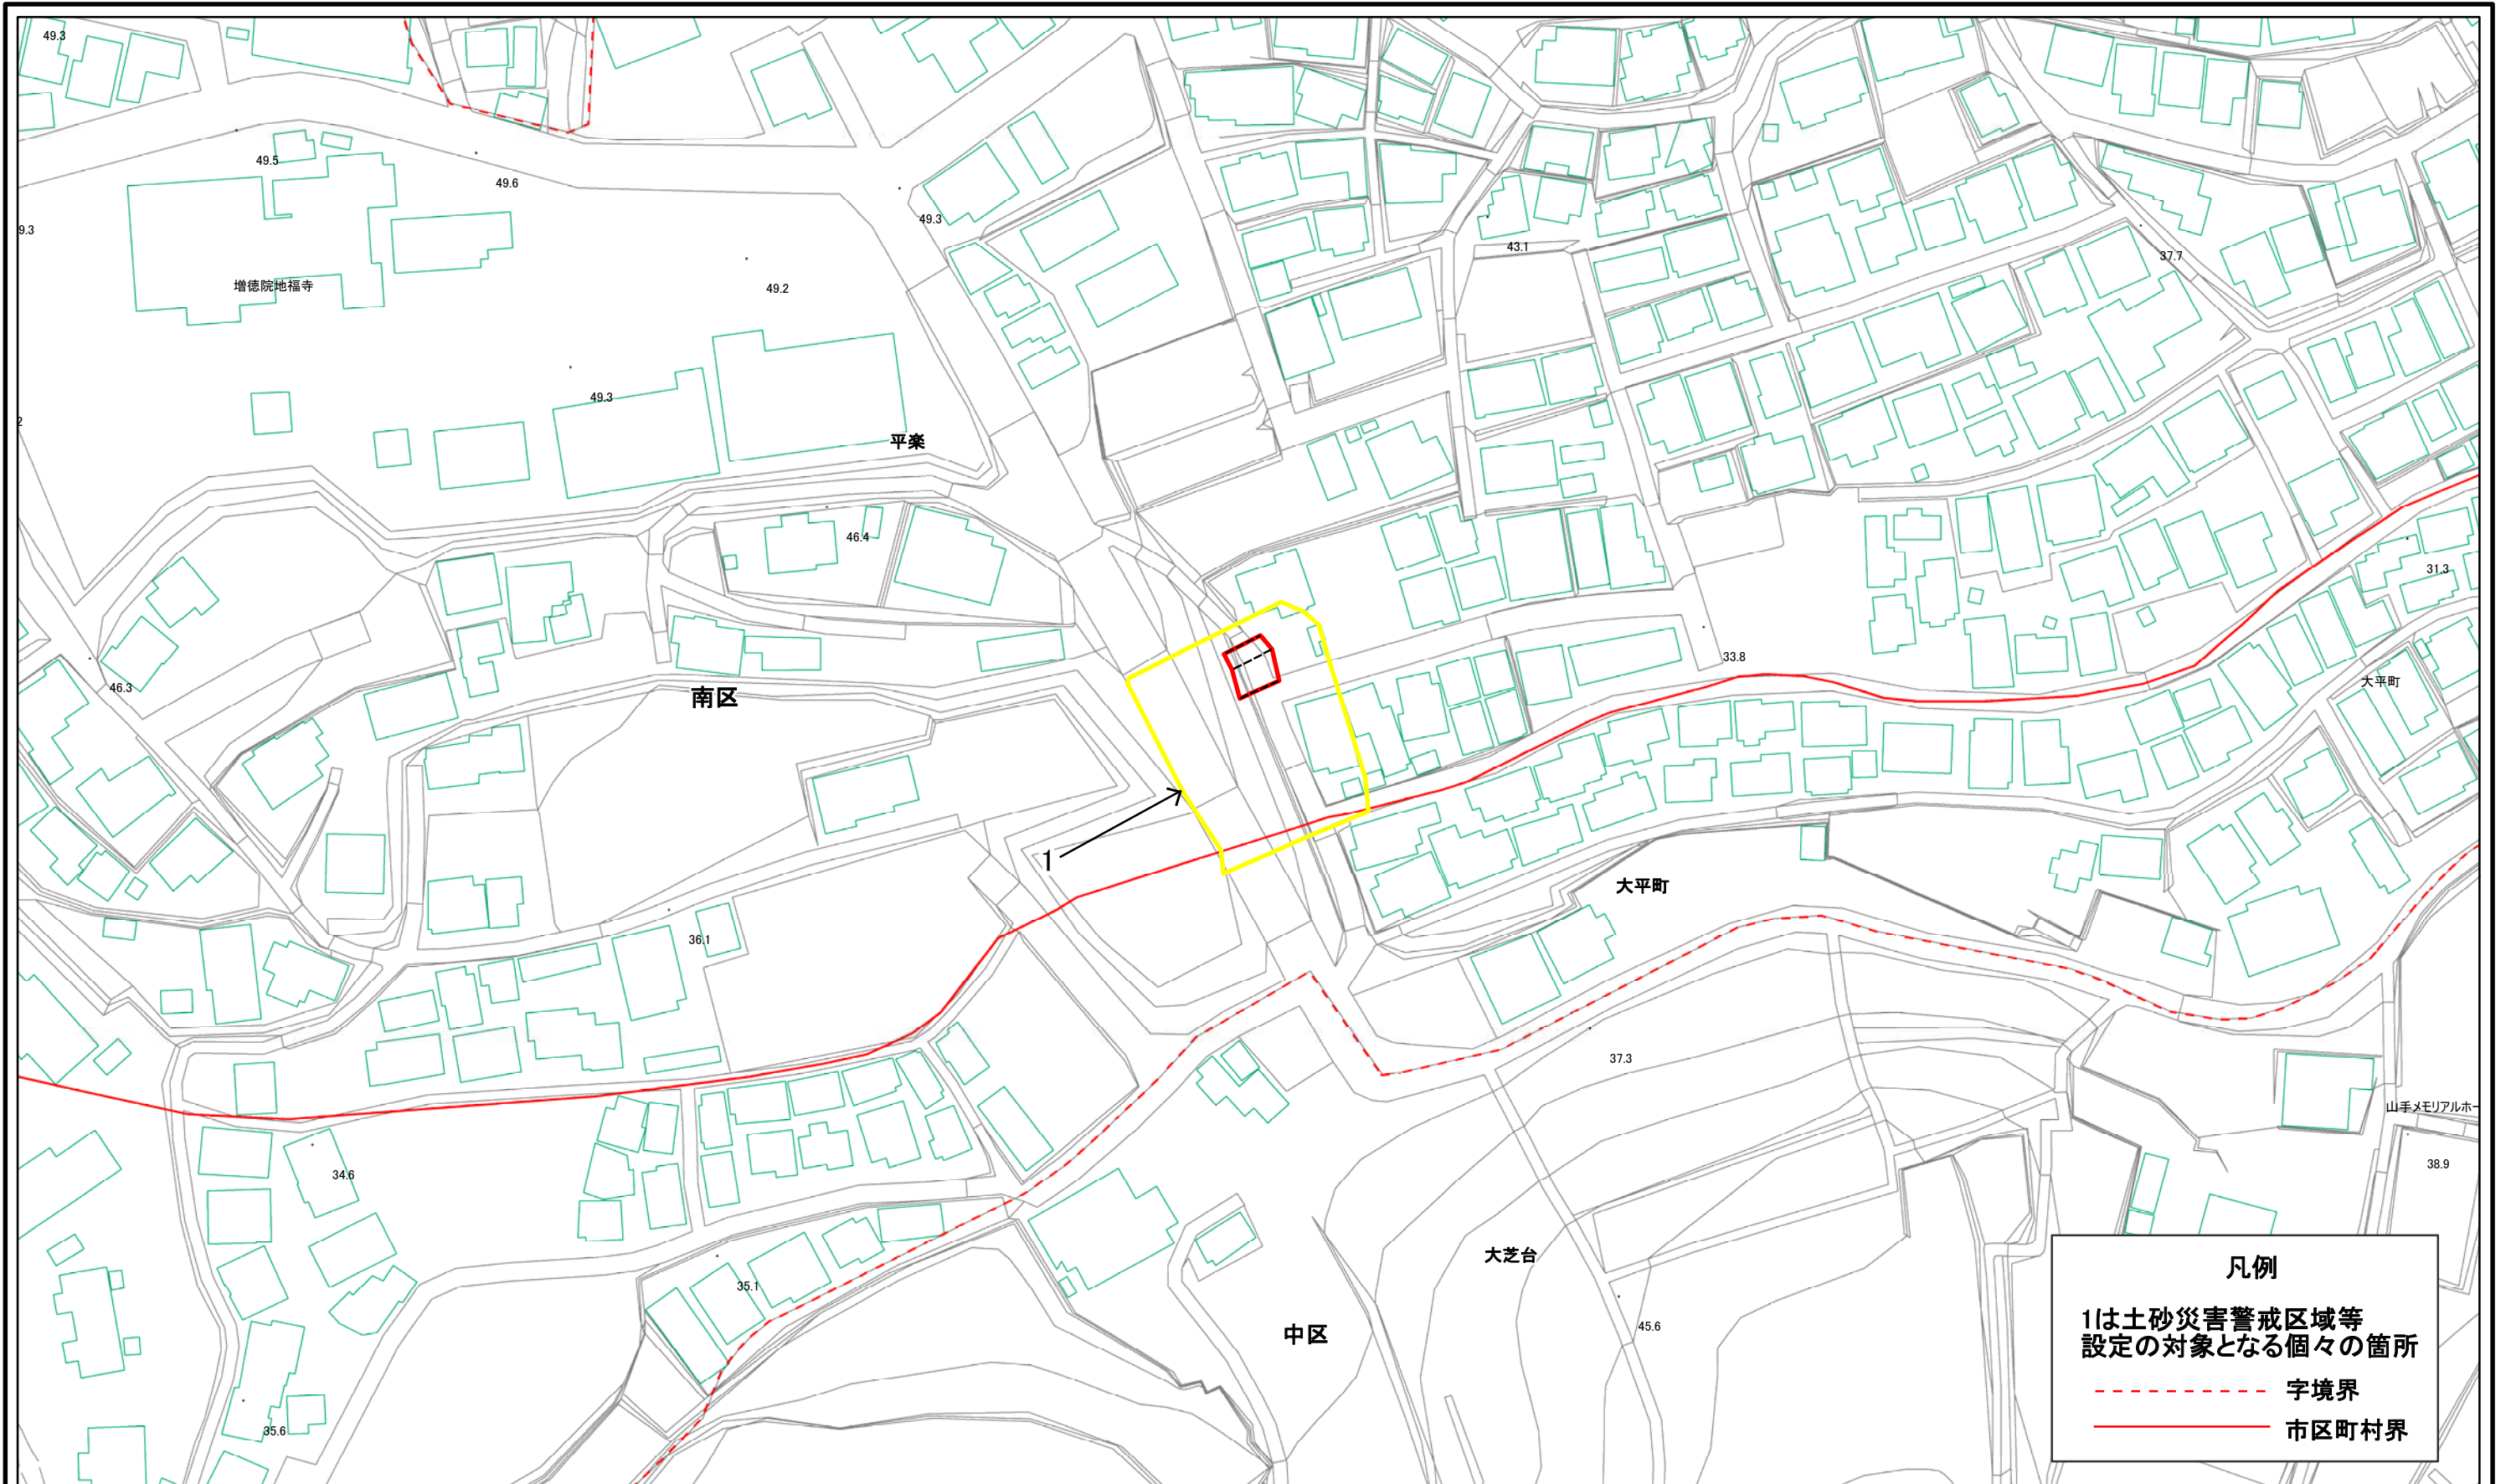 49.3
49.5
49.6
49.3
9.3
43.1
37.7
増徳院地福寺
49.2
49.3
2
平楽
46.4
31.3
33.8
大平町
46.3
南区
1
大平町
36.1
37.3
山手メモリアルホー
34.6
38.9
大芝台
35.1
45.6
中区
35.6
凡例
1は土砂災害警戒区域等
設定の対象となる個々の箇所
字境界
市区町村界